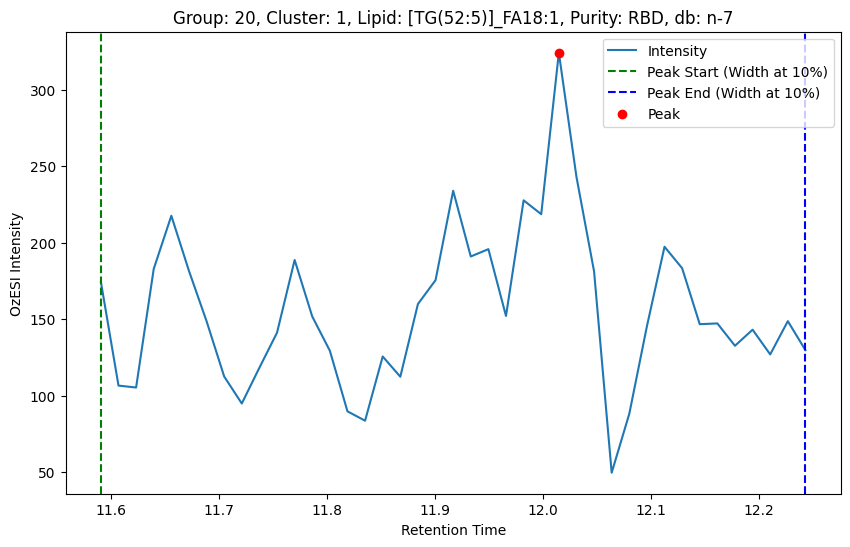 Group: 20, Cluster: 1, Lipid: [TG(52:5)]_FA18:1, Purity: RBD, db: n-7
Intensity
Peak Start (Width at 10%)
Peak End (Width at 10%)
Peak
OzESI Intensity
300
250
200
150
100
50
11.6 11.7 11.8 11.9 12.0 12.1 12.2
Retention Time